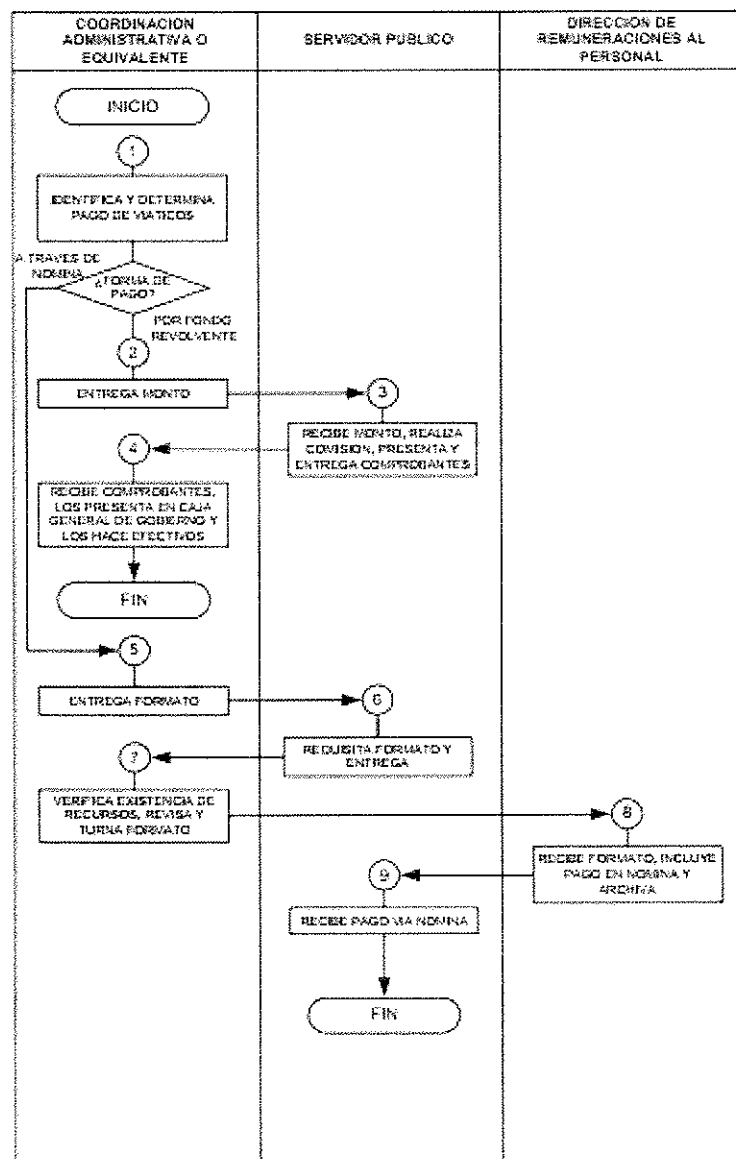 COORDINACION
ADMINISTRATIVA O
EQUIVALENTE
SERVIDOR PUBLICO
DIRECCION DE
REMUNERACIONES AL
PERSONAL
INICIO
1
IDENTIFICA Y DETERMINA
PAGO DE VIATICOS
A TRAVES DE
NOMINA
¿FORMA DE
PAGO?
POR FONDO
REVOLVENTE
2
ENTREGA MONTO
3
RECIBE MONTO, REALIZA
COMISION, PRESENTA Y
ENTREGA COMPROBANTES
4
RECIBE COMPROBANTES,
LOS PRESENTA EN CAJA
GENERAL DE GOBIERNO Y
LOS HACE EFECTIVOS
FIN
5
ENTREGA FORMATO
6
REQUISITA FORMATO Y
ENTREGA
7
VERIFICA EXISTENCIA DE
RECURSOS, REVISA Y
TURNA FORMATO
8
RECIBE FORMATO, INCLUYE
PAGO EN NOMINA Y
ARCHIVA
9
RECIBE PAGO VIA NOMINA
FIN